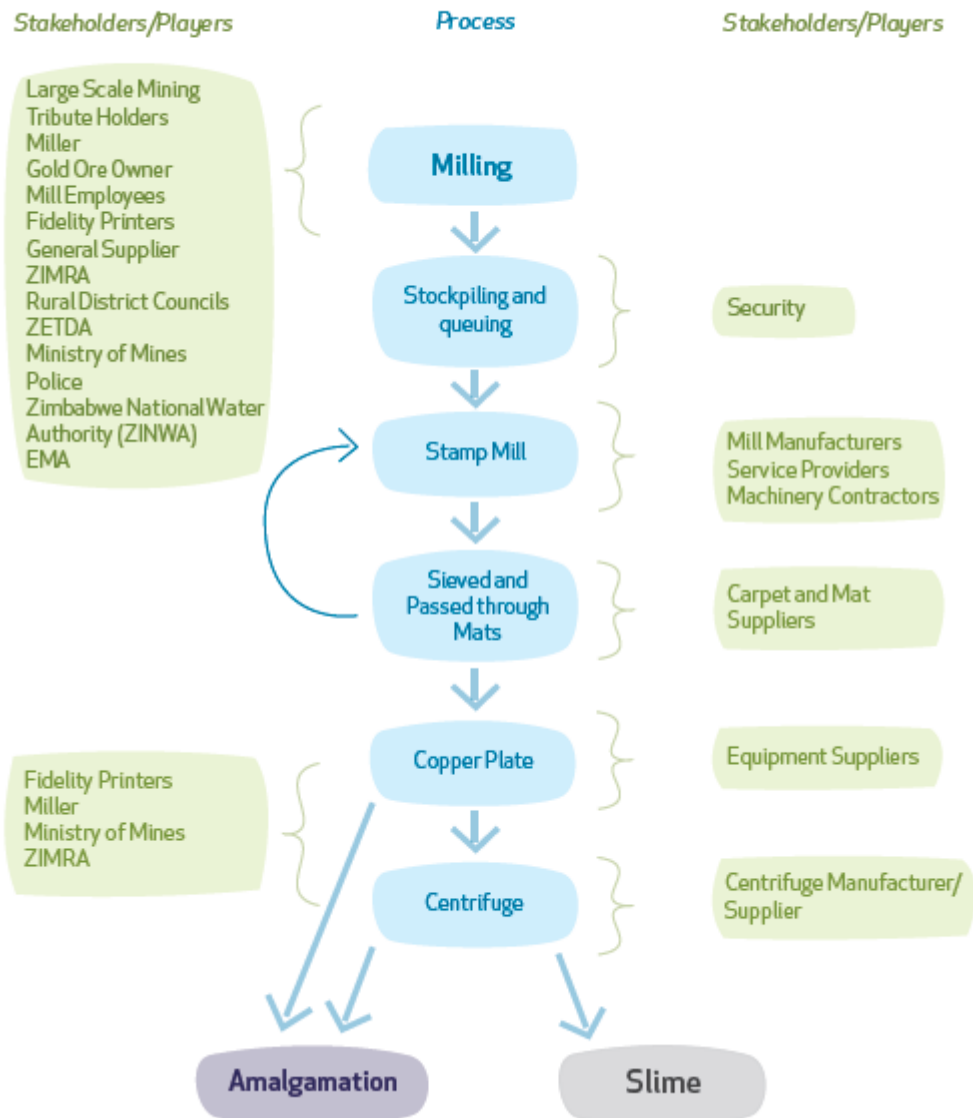 Stakeholders/Players
Process
Stakeholders/Players
Large Scale Mining
Tribute Holders
Miller
Gold Ore Owner
Mill Employees
Fidelity Printers
General Supplier
ZIMRA
Rural District Councils
ZETDA
Ministry of Mines
Police
Zimbabwe National Water
Authority (ZINWA)
EMA
Milling
Stockpiling and
queuing
Security
Stamp Mill
Mill Manufacturers
Service Providers
Machinery Contractors
Sieved and
Passed through
Mats
Carpet and Mat
Suppliers
Copper Plate
Equipment Suppliers
Fidelity Printers
Miller
Ministry of Mines
ZIMRA
Centrifuge
Centrifuge Manufacturer/
Supplier
Amalgamation
Slime